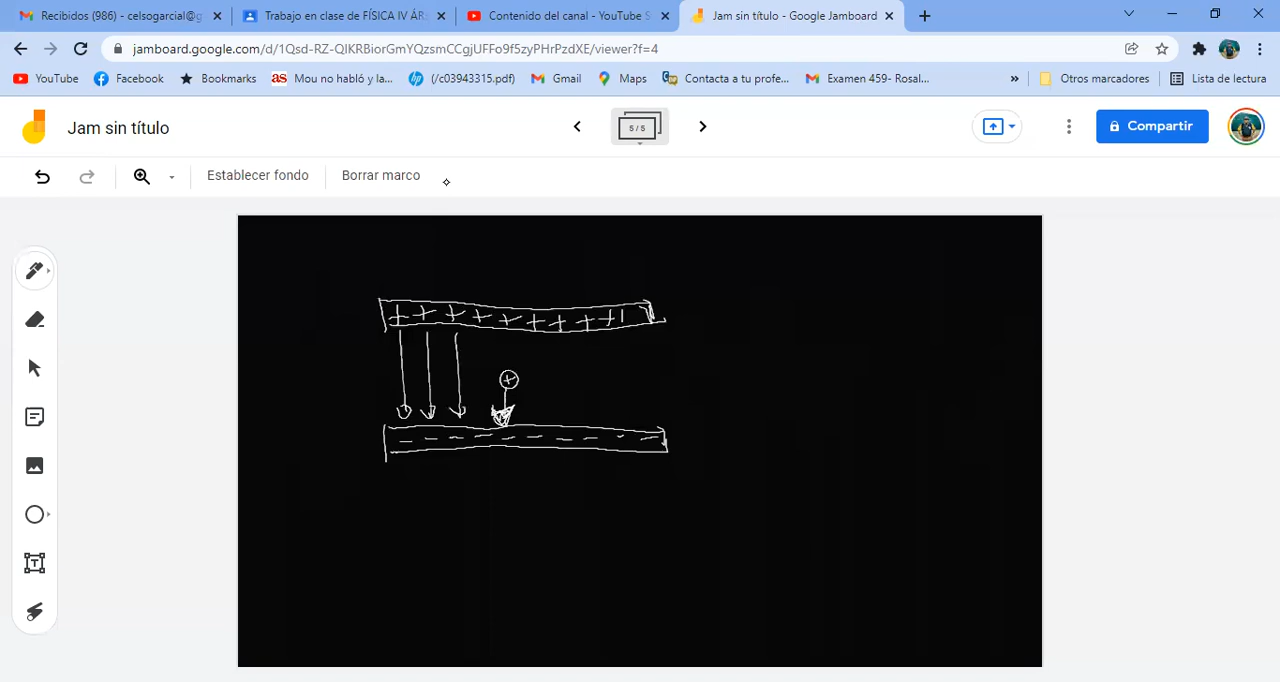 Recibidos (986) - celsogarcial@g
Trabajo en clase de FÍSICA IV ÁR
Contenido del canal - YouTube S
Jam sin título - Google Jamboard
jamboard.google.com/d/1Qsd-RZ-QIKRBiorGmYQzsmCCgjUFFo9f5zyPHrPzdXE/viewer?f=4
YouTube
Facebook
Bookmarks
as Mou no habló y la...
(/c03943315.pdf)
Gmail
Maps
Contacta a tu profe...
Examen 459- Rosal...
»
Otros marcadores
Lista de lectura
Jam sin título
5 / 5
Compartir
Establecer fondo
Borrar marco
+ + + + + + + + + |
+
- - - - - - - - - -